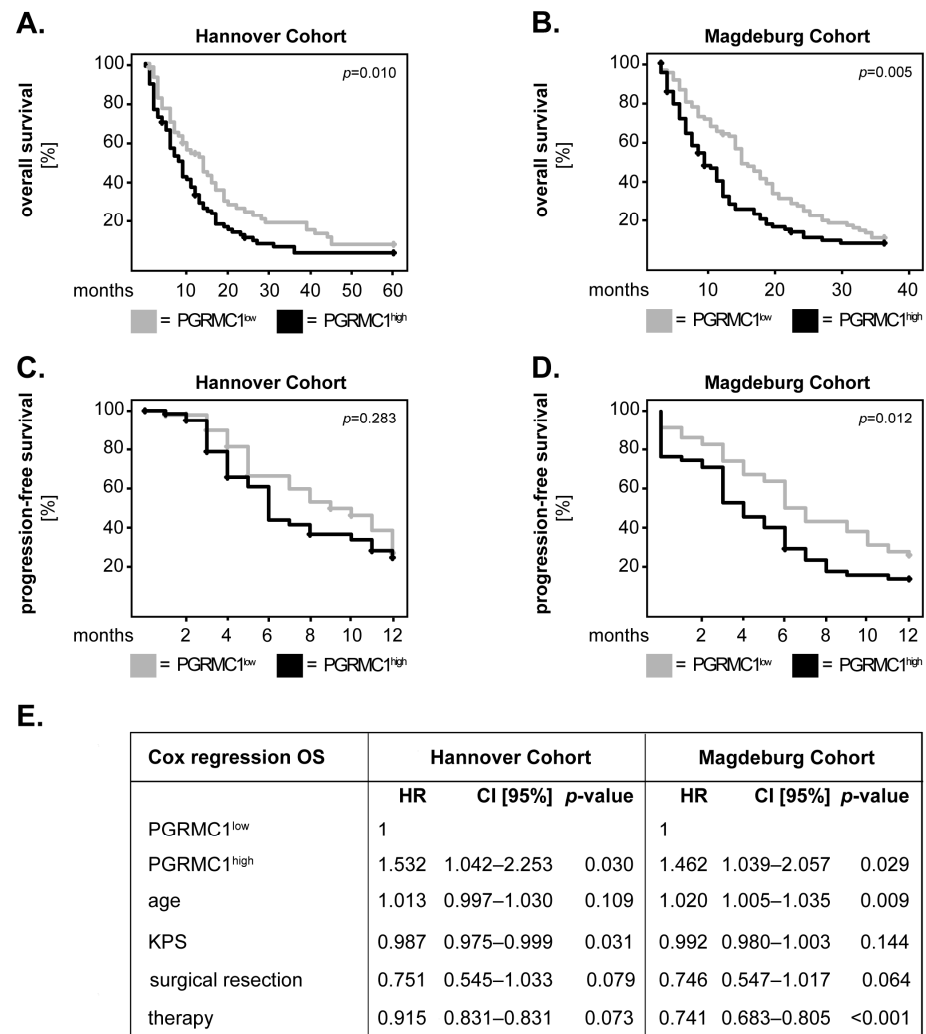 A.
Hannover Cohort
p=0.010
overall survival
[%]
100
80
60
40
20
months
10 20 30 40 50 60
= PGRMC1low = PGRMC1high
B.
Magdeburg Cohort
p=0.005
overall survival
[%]
100
80
60
40
20
months
10 20 30 40
= PGRMC1low = PGRMC1high
C.
Hannover Cohort
p=0.283
progression-free survival
[%]
100
80
60
40
20
months
2 4 6 8 10 12
= PGRMC1low = PGRMC1high
D.
Magdeburg Cohort
p=0.012
progression-free survival
[%]
100
80
60
40
20
months
2 4 6 8 10 12
= PGRMC1low = PGRMC1high
E.
Cox regression OS Hannover Cohort Magdeburg Cohort
HR CI [95%] p-value HR CI [95%] p-value
PGRMC1low 1 1
PGRMC1high 1.532 1.042–2.253 0.030 1.462 1.039–2.057 0.029
age 1.013 0.997–1.030 0.109 1.020 1.005–1.035 0.009
KPS 0.987 0.975–0.999 0.031 0.992 0.980–1.003 0.144
surgical resection 0.751 0.545–1.033 0.079 0.746 0.547–1.017 0.064
therapy 0.915 0.831–0.831 0.073 0.741 0.683–0.805 <0.001